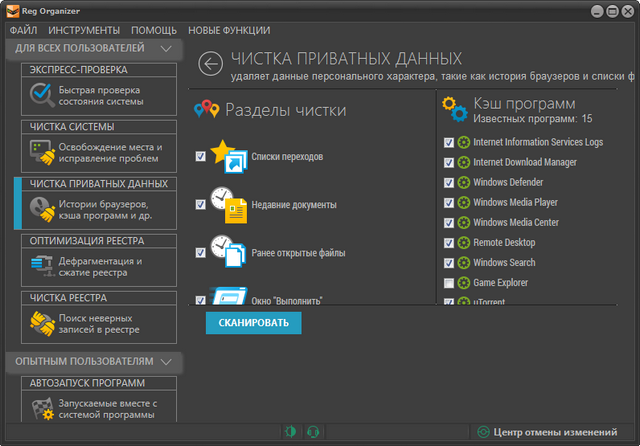 Reg Organizer
ФАЙЛ ИНСТРУМЕНТЫ ПОМОЩЬ НОВЫЕ ФУНКЦИИ
ДЛЯ ВСЕХ ПОЛЬЗОВАТЕЛЕЙ
ЭКСПРЕСС-ПРОВЕРКА
Быстрая проверка
состояния системы
ЧИСТКА СИСТЕМЫ
Освобождение места и
исправление проблем
ЧИСТКА ПРИВАТНЫХ ДАННЫХ
Истории браузеров,
кэша программ и др.
ОПТИМИЗАЦИЯ РЕЕСТРА
Дефрагментация и
сжатие реестра
ЧИСТКА РЕЕСТРА
Поиск неверных
записей в реестре
ОПЫТНЫМ ПОЛЬЗОВАТЕЛЯМ
АВТОЗАПУСК ПРОГРАММ
Запускаемые вместе с
системой программы
ЧИСТКА ПРИВАТНЫХ ДАННЫХ
удаляет данные персонального характера, такие как история браузеров и списки ф
Разделы чистки
Списки переходов
Недавние документы
Ранее открытые файлы
Окно "Выполнить"
Кэш программ
Известных программ: 15
Internet Information Services Logs
Internet Download Manager
Windows Defender
Windows Media Player
Windows Media Center
Remote Desktop
Windows Search
Game Explorer
uTorrent
СКАНИРОВАТЬ
Центр отмены изменений